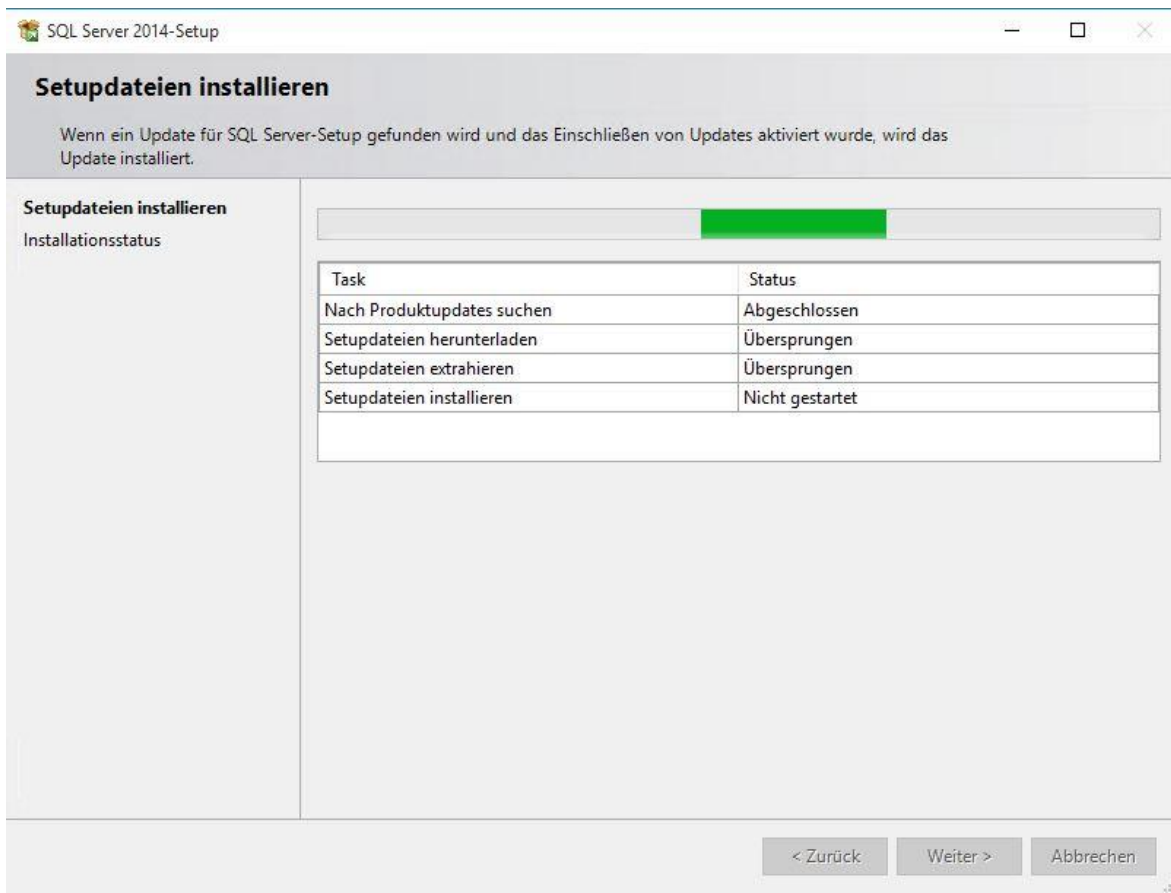 SQL Server 2014-Setup
Setupdateien installieren
Wenn ein Update für SQL Server-Setup gefunden wird und das Einschließen von Updates aktiviert wurde, wird das
Update installiert.
Setupdateien installieren
Installationsstatus
Task Status
Nach Produktupdates suchen Abgeschlossen
Setupdateien herunterladen Übersprungen
Setupdateien extrahieren Übersprungen
Setupdateien installieren Nicht gestartet
< Zurück Weiter > Abbrechen